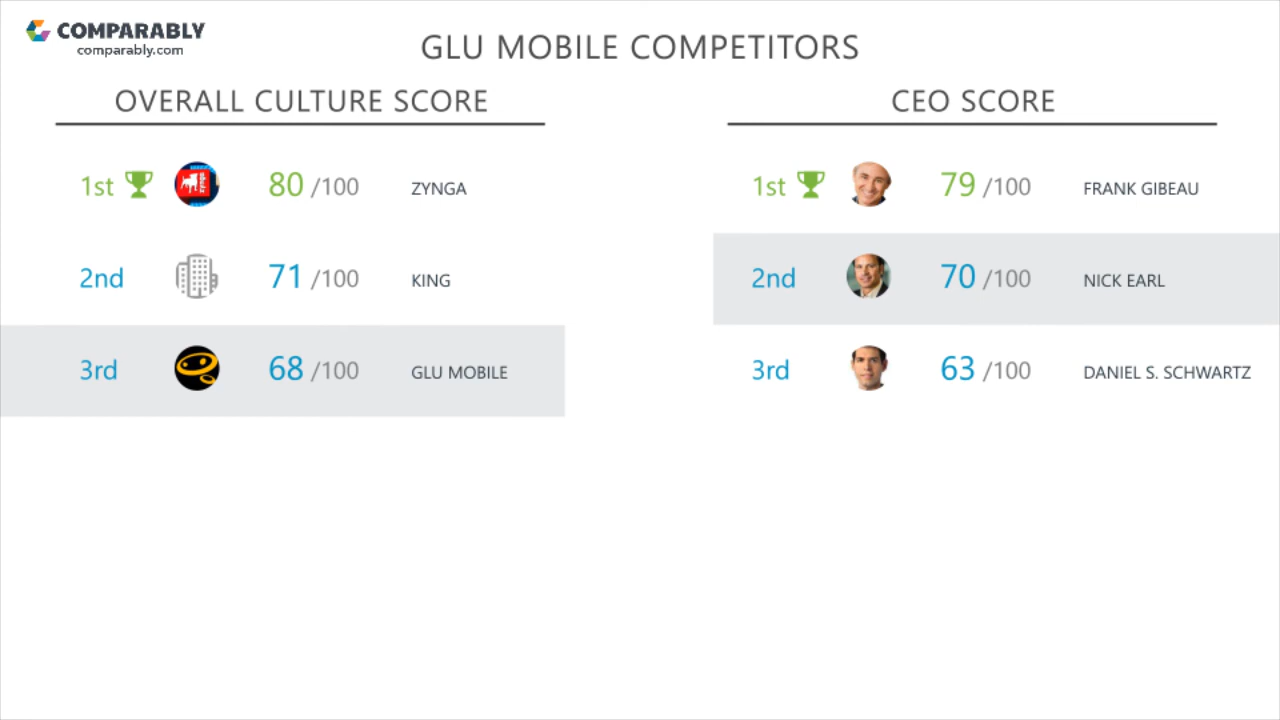 COMPARABLY
comparably.com
GLU MOBILE COMPETITORS
OVERALL CULTURE SCORE
1st 80 /100 ZYNGA
2nd 71 /100 KING
3rd 68 /100 GLU MOBILE
CEO SCORE
1st 79 /100 FRANK GIBEAU
2nd 70 /100 NICK EARL
3rd 63 /100 DANIEL S. SCHWARTZ